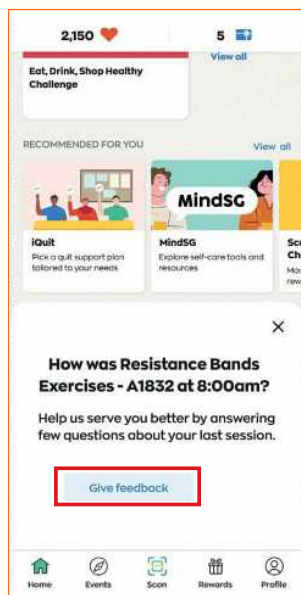 2,150
5
View all
Eat, Drink, Shop Healthy
Challenge
RECOMMENDED FOR YOU
View all
MindSG
iQuit
Pick a quit support plan
tailored to your needs
MindSG
Explore self-care tools and
resources
How was Resistance Bands
Exercises - A1832 at 8:00am?
Help us serve you better by answering
few questions about your last session.
Give feedback
Home
Events
Scan
Rewards
Profile